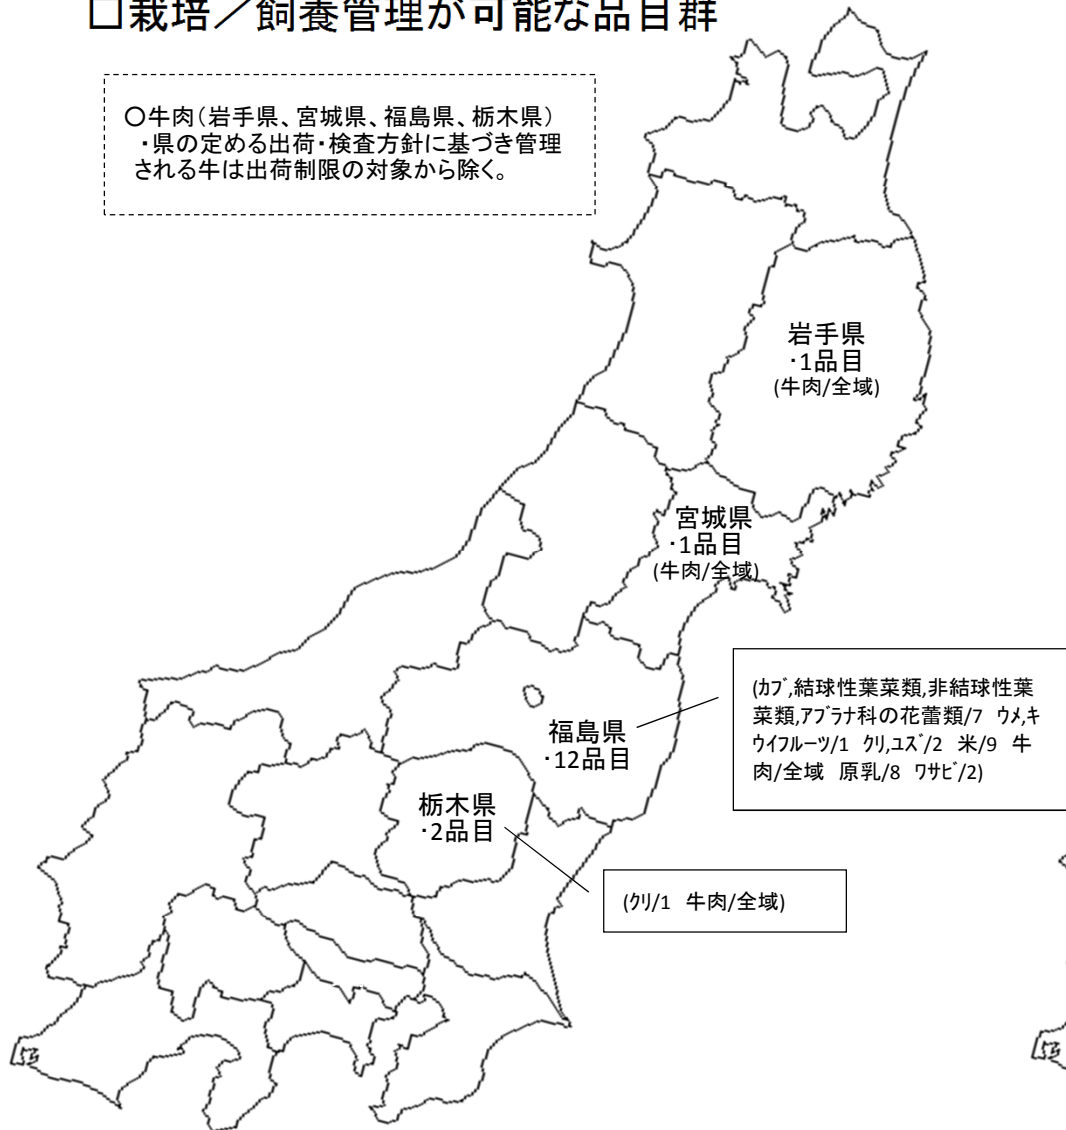 □栽培／飼養管理が可能な品目群
○牛肉（岩手県、宮城県、福島県、栃木県）
・県の定める出荷・検査方針に基づき管理
される牛は出荷制限の対象から除く。
岩手県
・1品目
(牛肉/全域)
宮城県
・1品目
(牛肉/全域)
福島県
・12品目
(ｶﾌﾞ,結球性葉菜類,非結球性葉
菜類,ｱﾌﾞﾗﾅ科の花蕾類/7 ｳﾒ,ｷ
ｳｲﾌﾙｰﾂ/1 ｸﾘ,ﾕｽﾞ/2 米/9 牛
肉/全域 原乳/8 ﾜｻﾋﾞ/2)
栃木県
・2品目
(ｸﾘ/1 牛肉/全域)